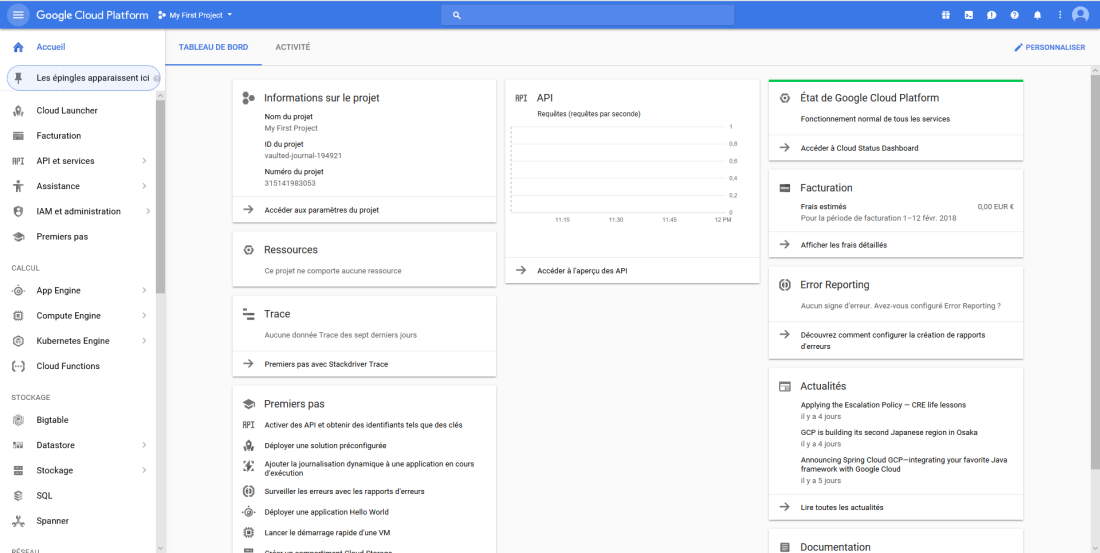 Google Cloud Platform
My First Project
Accueil
TABLEAU DE BORD
ACTIVITÉ
PERSONNALISER
Les épingles apparaissent ici
Cloud Launcher
Facturation
API et services
Assistance
IAM et administration
Premiers pas
CALCUL
App Engine
Compute Engine
Kubernetes Engine
Cloud Functions
STOCKAGE
Bigtable
Datastore
Stockage
SQL
Spanner
RÉSEAU
Informations sur le projet
Nom du projet
My First Project
ID du projet
vaulted-journal-194921
Numéro du projet
315141983053
Accéder aux paramètres du projet
Ressources
Ce projet ne comporte aucune ressource
Trace
Aucune donnée Trace des sept derniers jours
Premiers pas avec Stackdriver Trace
Premiers pas
API Activer des API et obtenir des identifiants tels que des clés
Déployer une solution préconfigurée
Ajouter la journalisation dynamique à une application en cours
d'exécution
Surveiller les erreurs avec les rapports d'erreurs
Déployer une application Hello World
Lancer le démarrage rapide d'une VM
Créer un compartiment Cloud Storage
API API
Requêtes (requêtes par seconde)
1
0,8
0,6
0,4
0,2
0
11:15 11:30 11:45 12 PM
Accéder à l'aperçu des API
État de Google Cloud Platform
Fonctionnement normal de tous les services
Accéder à Cloud Status Dashboard
Facturation
Frais estimés 0,00 EUR €
Pour la période de facturation 1–12 févr. 2018
Afficher les frais détaillés
Error Reporting
Aucun signe d'erreur. Avez-vous configuré Error Reporting ?
Découvrez comment configurer la création de rapports
d'erreurs
Actualités
Applying the Escalation Policy — CRE life lessons
il y a 4 jours
GCP is building its second Japanese region in Osaka
il y a 4 jours
Announcing Spring Cloud GCP—integrating your favorite Java
framework with Google Cloud
il y a 5 jours
Lire toutes les actualités
Documentation